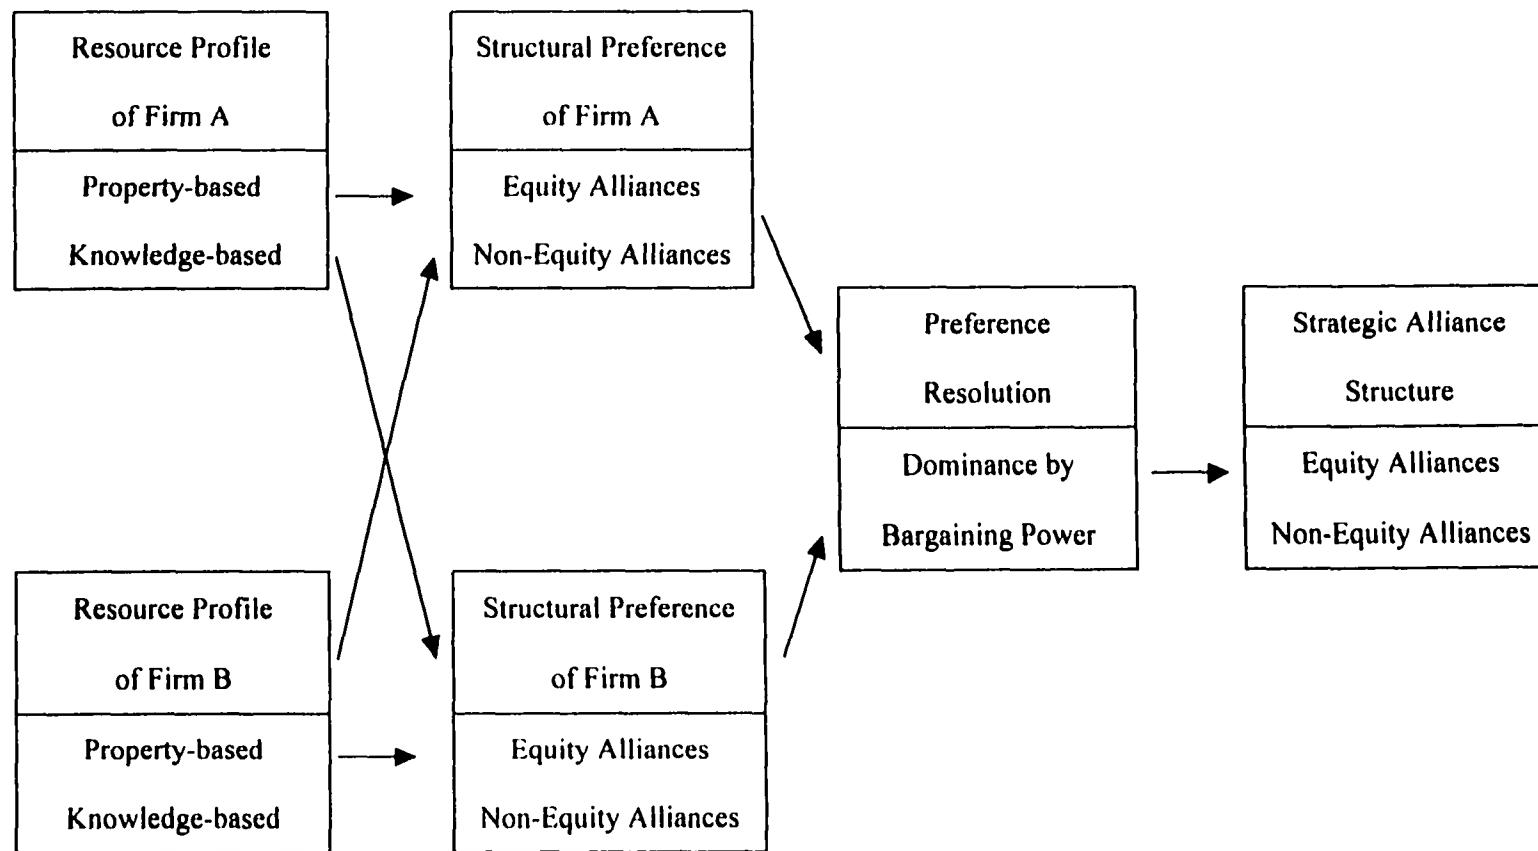 Resource Profile
of Firm A
Property-based
Knowledge-based
Structural Preference
of Firm A
Equity Alliances
Non-Equity Alliances
Resource Profile
of Firm B
Property-based
Knowledge-based
Structural Preference
of Firm B
Equity Alliances
Non-Equity Alliances
Preference
Resolution
Dominance by
Bargaining Power
Strategic Alliance
Structure
Equity Alliances
Non-Equity Alliances